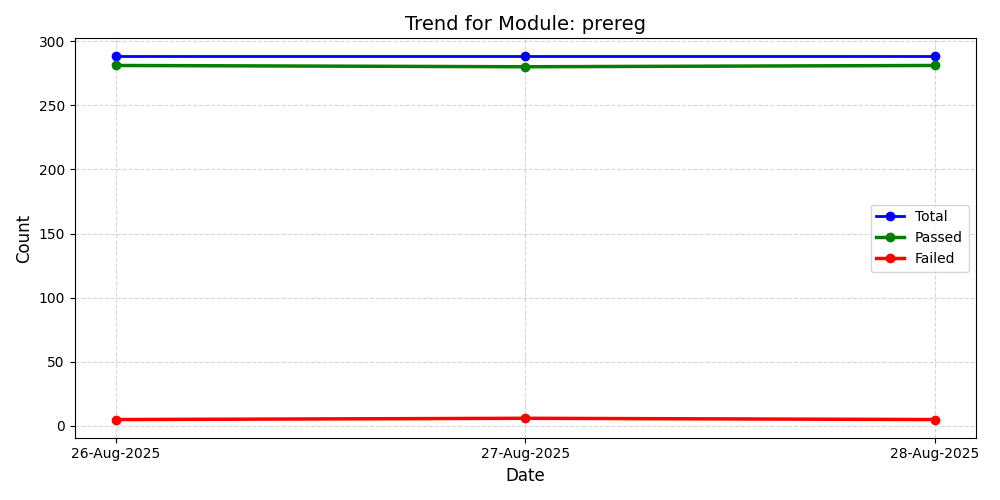 Trend for Module: prereg
300
250
200
150
100
50
0
Count
Total
Passed
Failed
26-Aug-2025
27-Aug-2025
28-Aug-2025
Date